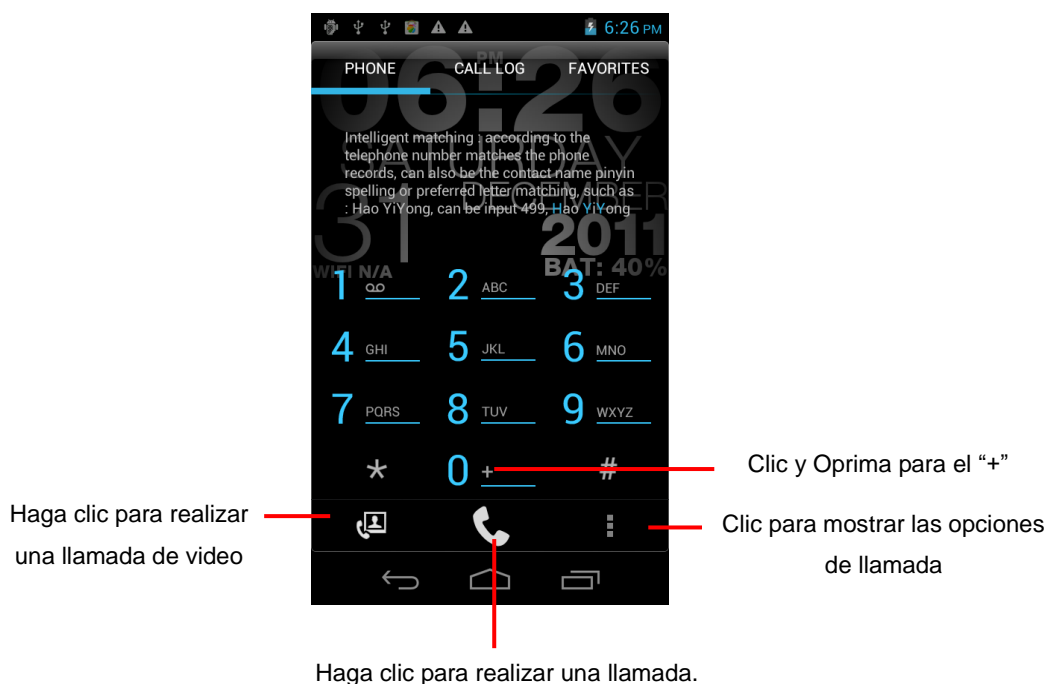 6:26 PM
PM
06:26
PHONE CALL LOG FAVORITES
SATURDAY
Intelligent matching : according to the
telephone number matches the phone
records, can also be the contact name pinyin
spelling or preferred letter matching, such as
: Hao YiYong, can be input 499, Hao YiYong
31
DECEMBER
2011
WIFI N/A
BAT: 40%
1 2 ABC 3 DEF
4 GHI 5 JKL 6 MNO
7 PQRS 8 TUV 9 WXYZ
* 0 + #
Clic y Oprima para el “+”
Haga clic para realizar
una llamada de video
Clic para mostrar las opciones
de llamada
Haga clic para realizar una llamada.